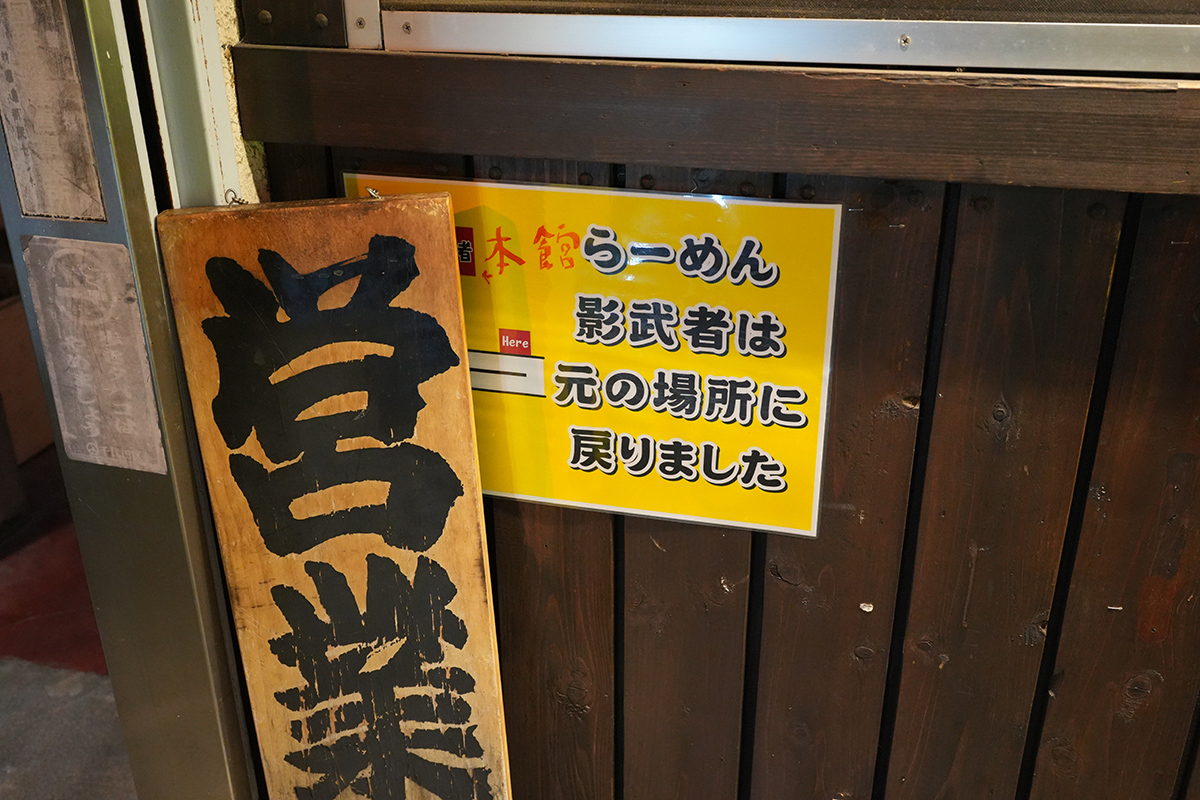 営業
本館
者
Here
らーめん
影武者は
元の場所に
戻りました